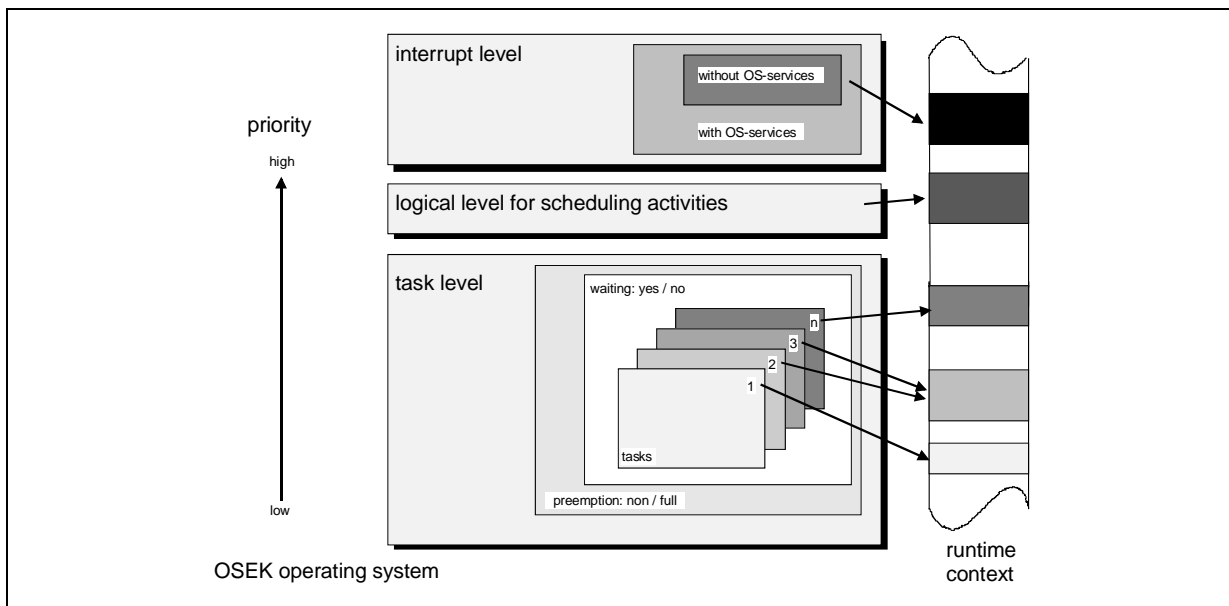 interrupt level
without OS-services
with OS-services
priority
high
logical level for scheduling activities
task level
waiting: yes / no
n
3
2
1
tasks
preemption: non / full
low
OSEK operating system
runtime
context